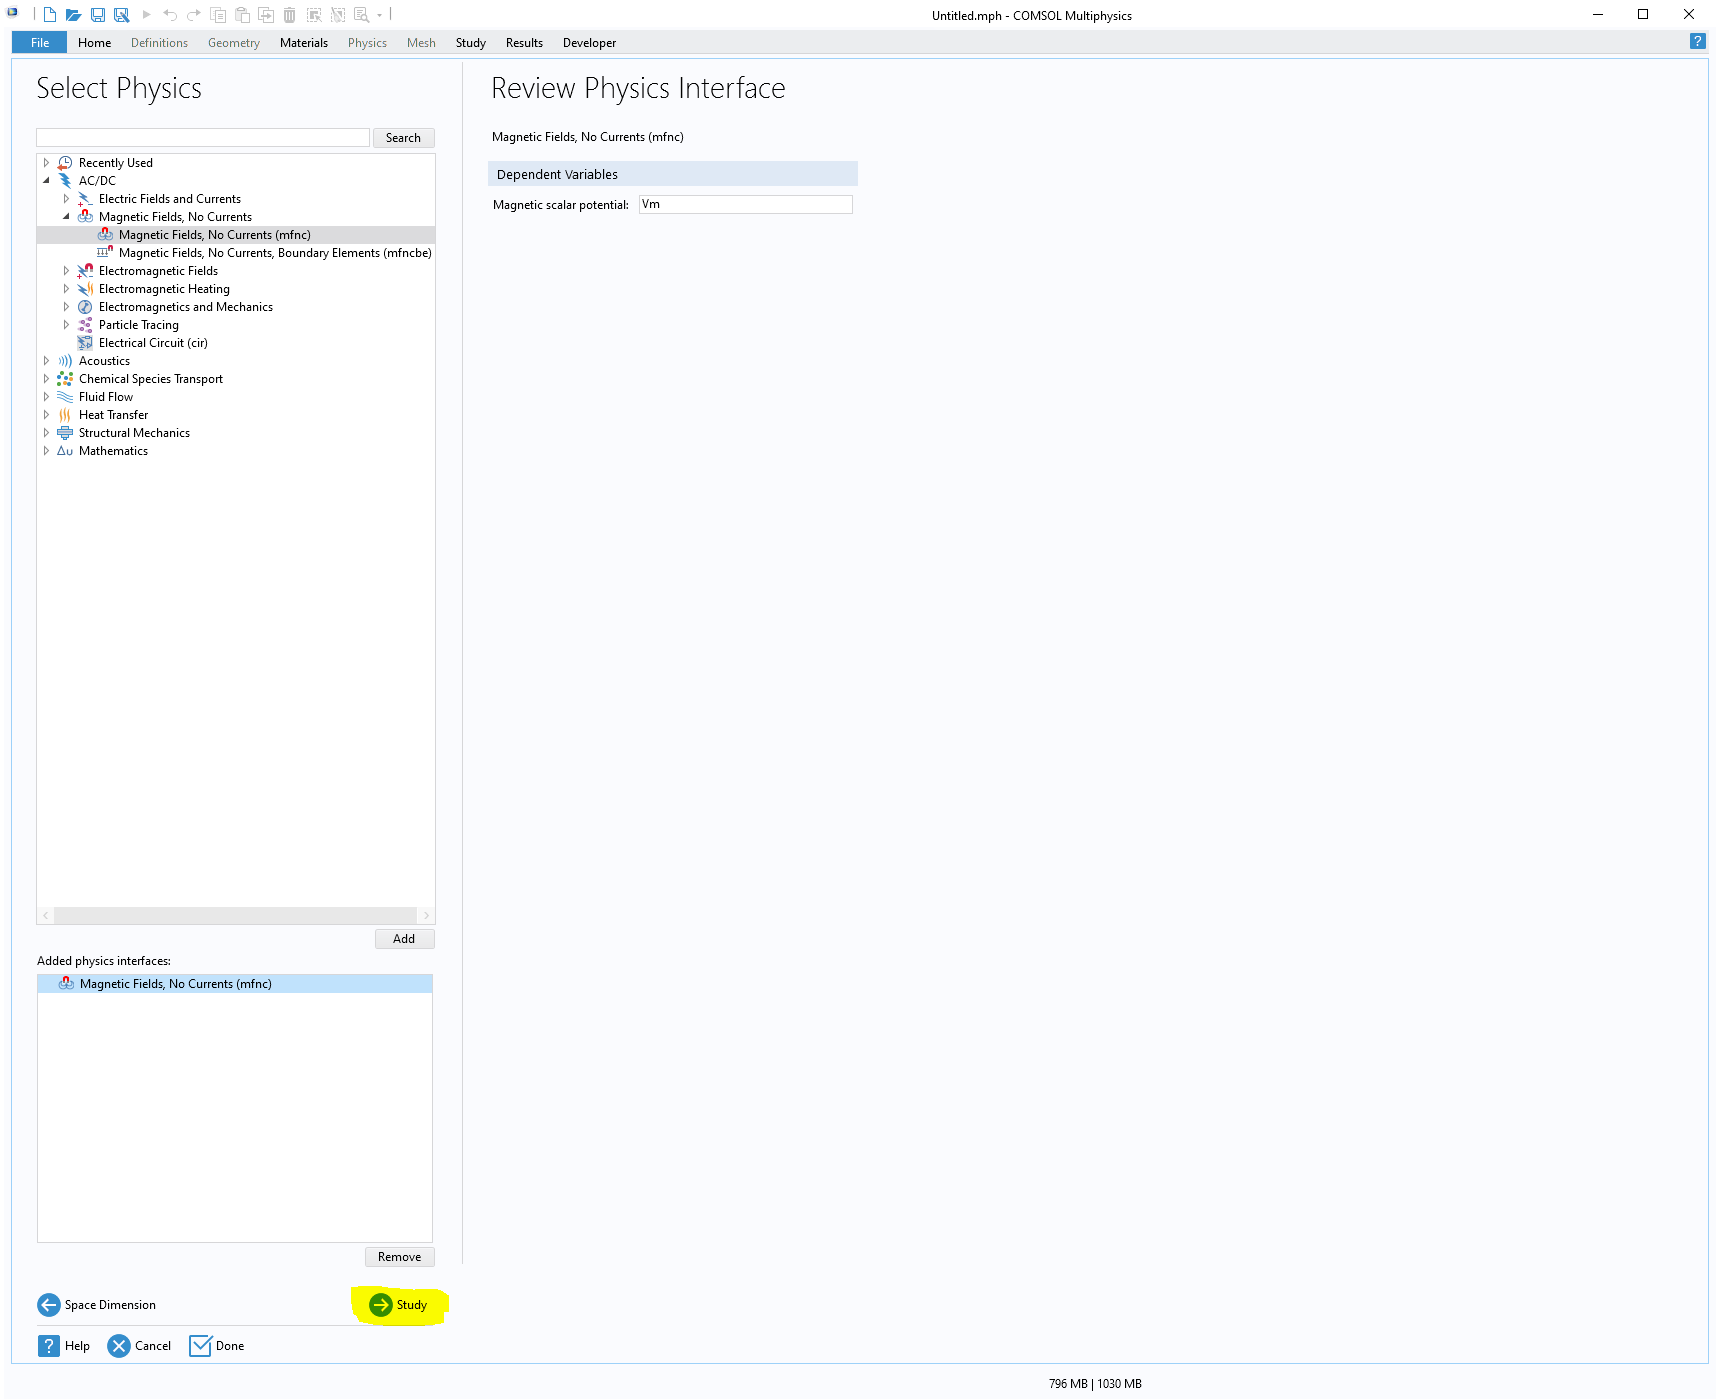 Untitled.mph - COMSOL Multiphysics
File Home Definitions Geometry Materials Physics Mesh Study Results Developer ?
Select Physics
Search
Recently Used
AC/DC
Electric Fields and Currents
Magnetic Fields, No Currents
Magnetic Fields, No Currents (mfnc)
Magnetic Fields, No Currents, Boundary Elements (mfncbe)
Electromagnetic Fields
Electromagnetic Heating
Electromagnetics and Mechanics
Particle Tracing
Electrical Circuit (cir)
Acoustics
Chemical Species Transport
Fluid Flow
Heat Transfer
Structural Mechanics
Δu Mathematics
Add
Added physics interfaces:
Magnetic Fields, No Currents (mfnc)
Remove
Space Dimension
Study
? Help
Cancel
Done
Review Physics Interface
Magnetic Fields, No Currents (mfnc)
Dependent Variables
Magnetic scalar potential: Vm
796 MB | 1030 MB